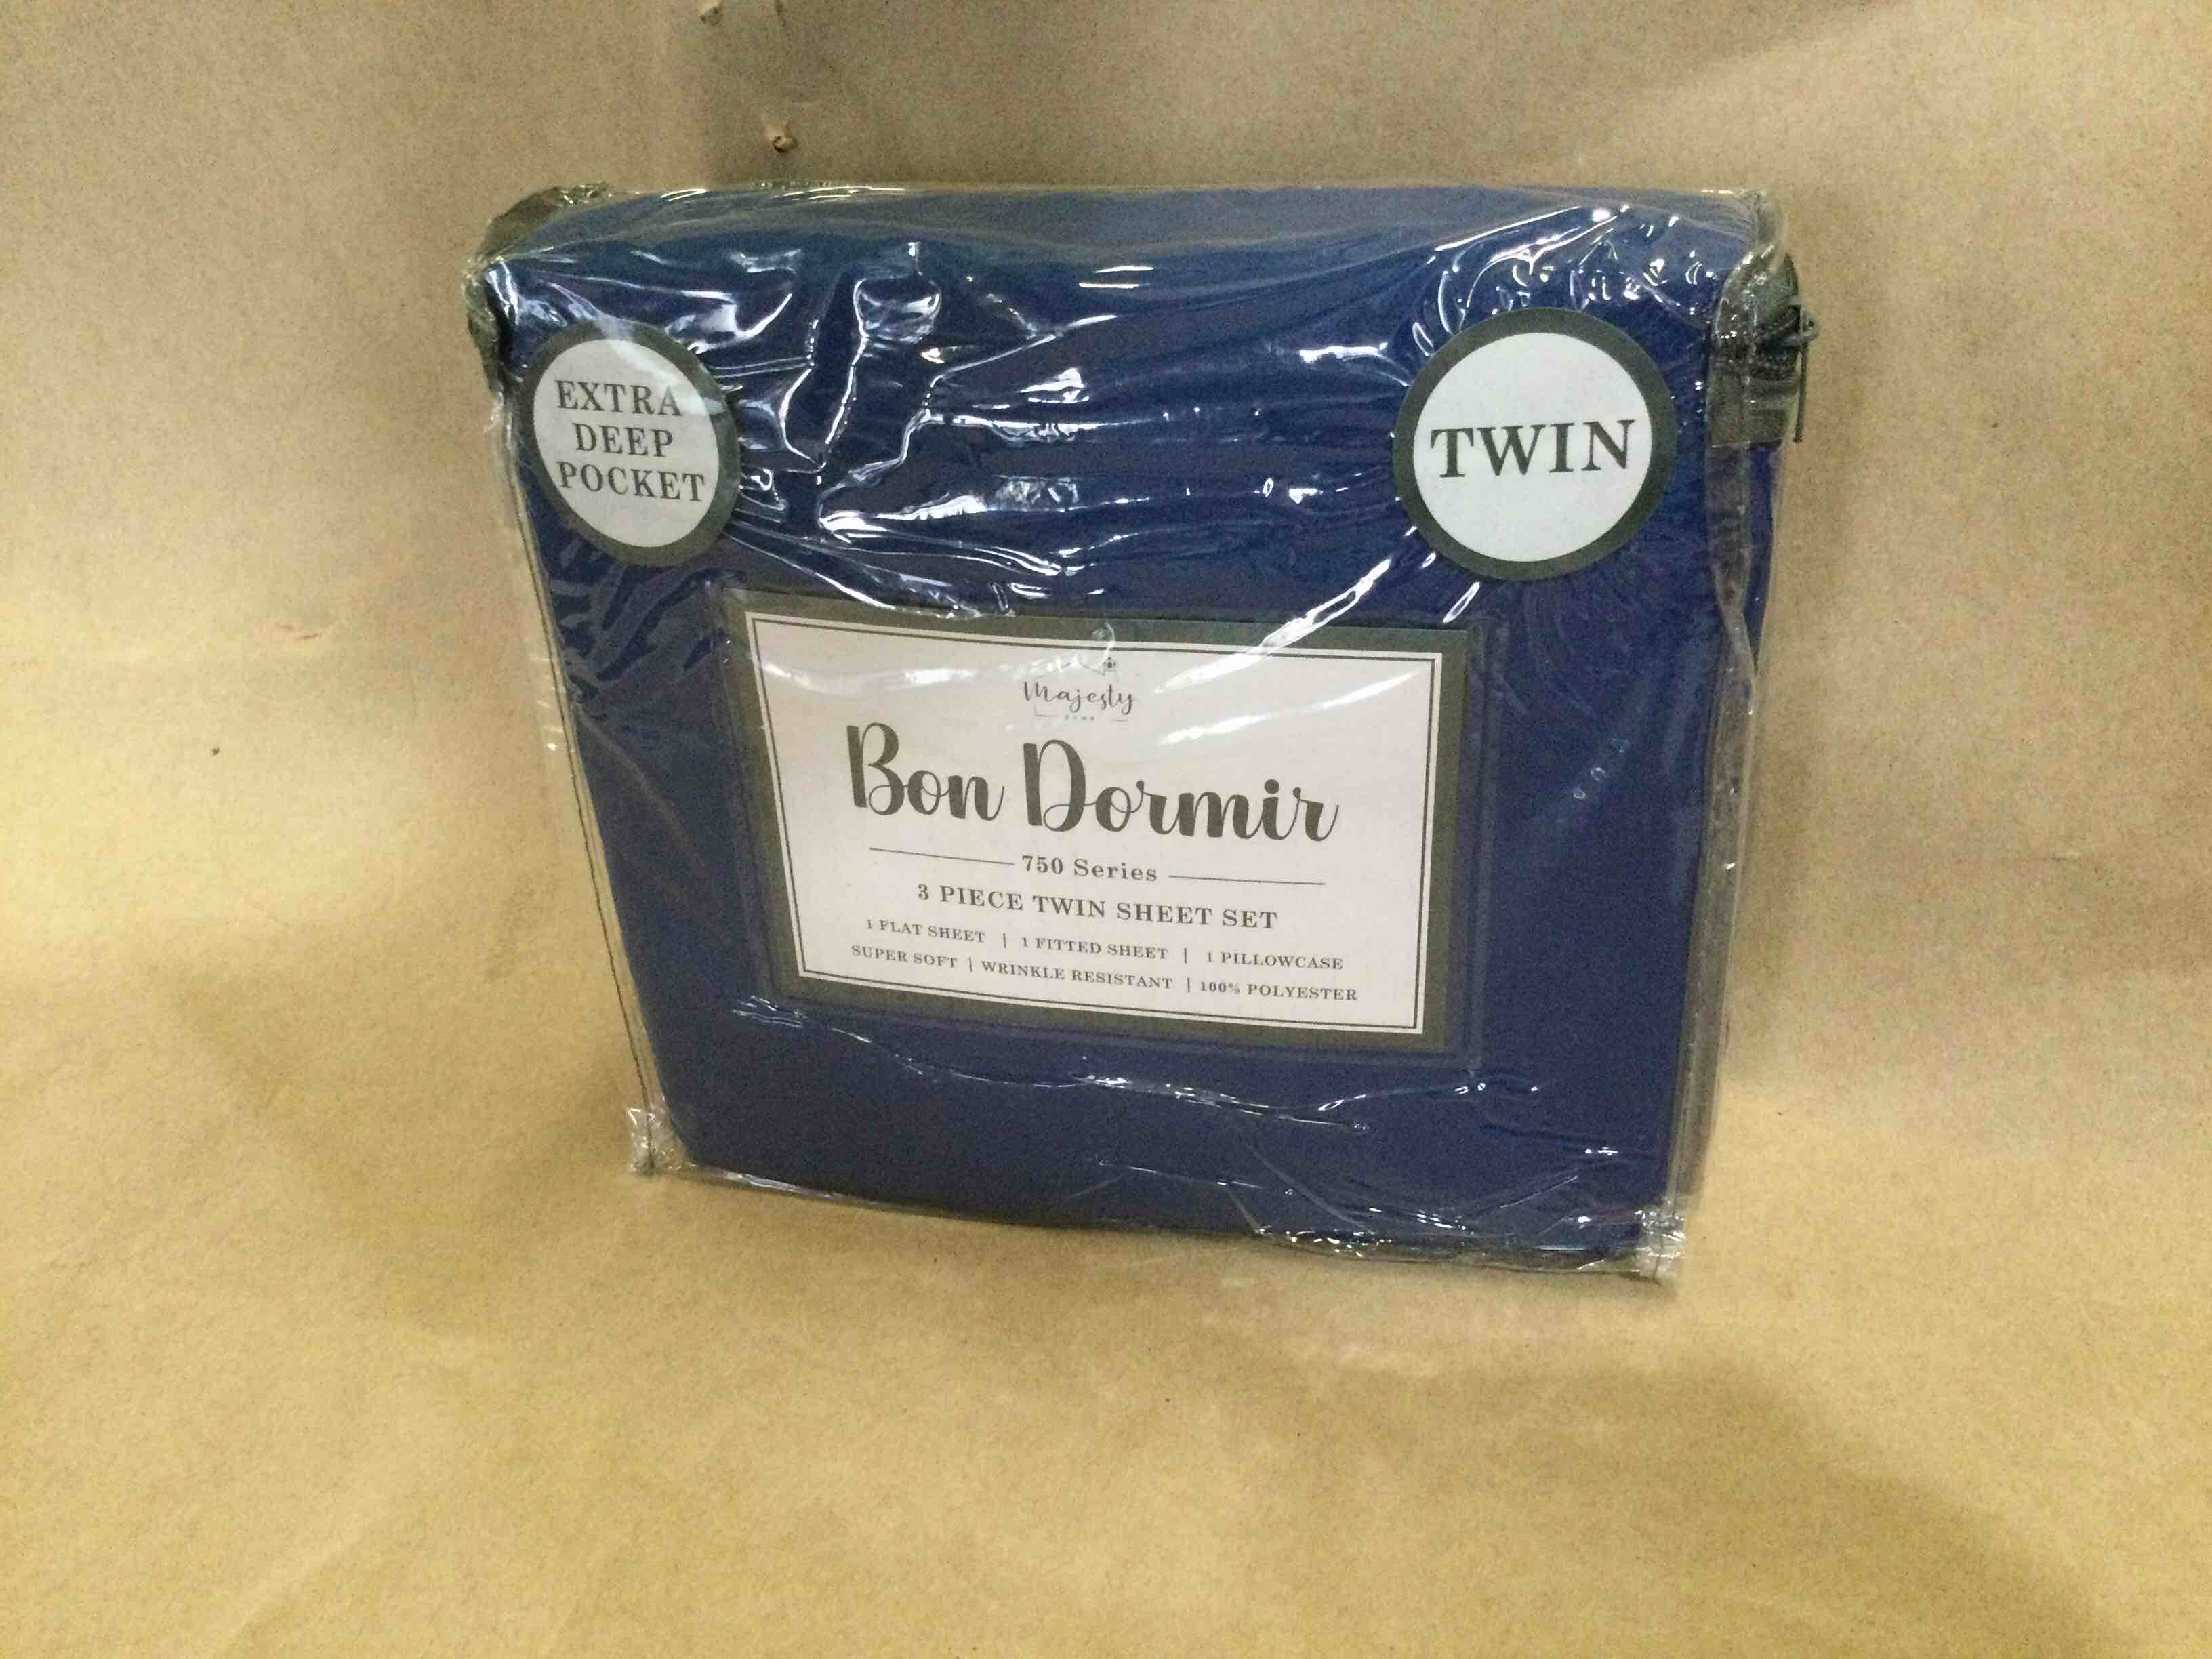 EXTRA
DEEP
POCKET
TWIN
Majesty
HOME
Bon Dormir
750 Series
3 PIECE TWIN SHEET SET
1 FLAT SHEET | 1 FITTED SHEET | 1 PILLOWCASE
SUPER SOFT | WRINKLE RESISTANT | 100% POLYESTER